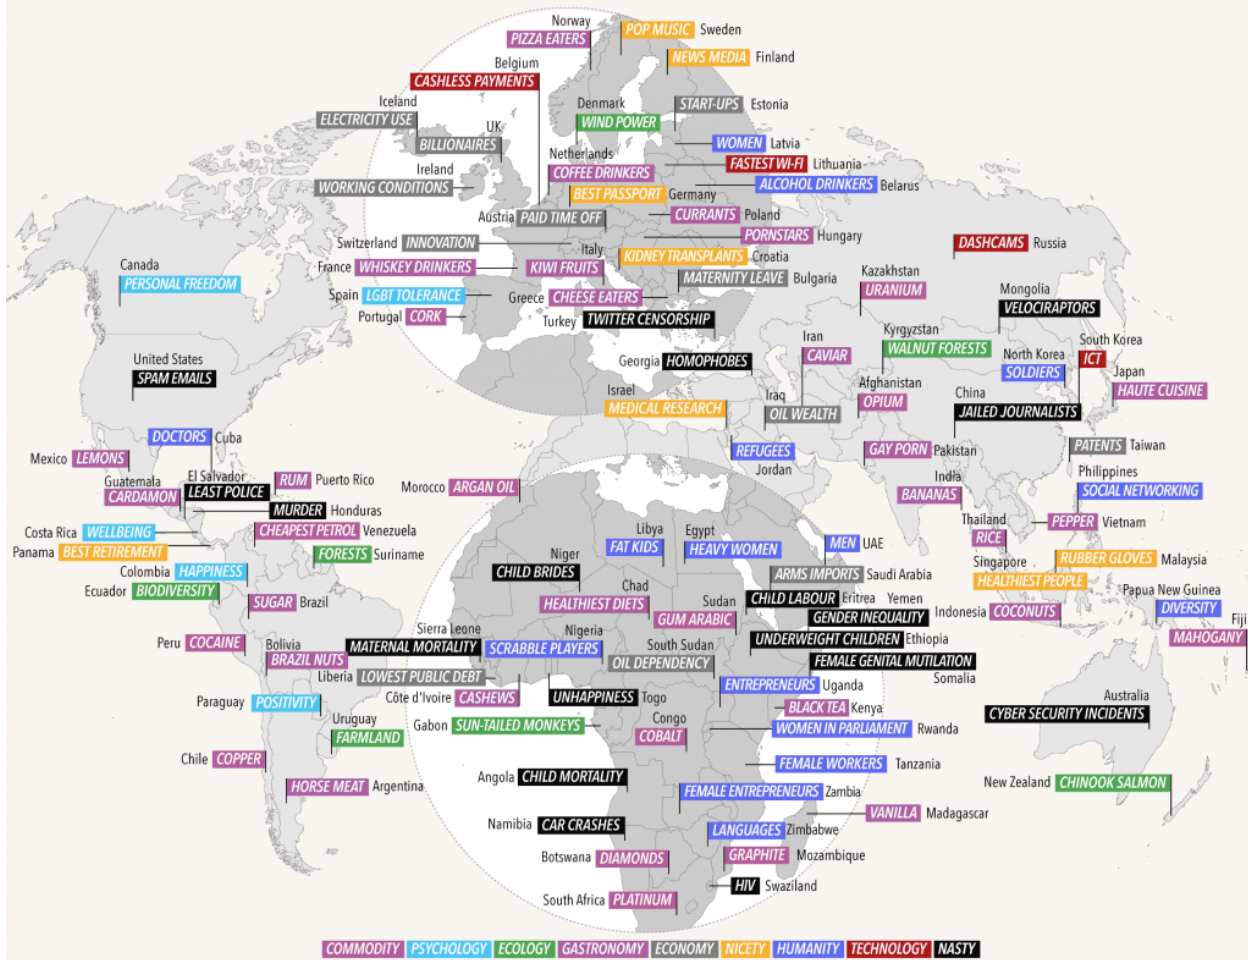 Norway
PIZZA EATERS
POP MUSIC Sweden
NEWS MEDIA Finland
Belgium
CASHLESS PAYMENTS
Iceland
ELECTRICITY USE
UK
BILLIONAIRES
Denmark
WIND POWER
START-UPS Estonia
WOMEN Latvia
Netherlands
COFFEE DRINKERS
FASTEST WI-FI Lithuania
Ireland
WORKING CONDITIONS
ALCOHOL DRINKERS Belarus
BEST PASSPORT Germany
Austria PAID TIME OFF
CURRANTS Poland
Switzerland INNOVATION
PORNSTARS Hungary
Italy
KIWI FRUITS
KIDNEY TRANSPLANTS Croatia
France WHISKEY DRINKERS
MATERNITY LEAVE Bulgaria
Spain LGBT TOLERANCE
Greece CHEESE EATERS
Portugal CORK
Turkey TWITTER CENSORSHIP
DASHCAMS Russia
Canada
PERSONAL FREEDOM
Kazakhstan
URANIUM
Mongolia
VELOCIRAPTORS
Kyrgyzstan
WALNUT FORESTS
South Korea
ICT
Iran
CAVIAR
North Korea
SOLDIERS
Georgia HOMOPHOBES
United States
SPAM EMAILS
Japan
HAUTE CUISINE
Israel
MEDICAL RESEARCH
Iraq
OIL WEALTH
Afghanistan
OPIUM
China
JAILED JOURNALISTS
DOCTORS Cuba
REFUGEES
Jordan
GAY PORN Pakistan
PATENTS Taiwan
Mexico LEMONS
Guatemala
CARDAMON
El Salvador
LEAST POLICE
RUM Puerto Rico
Morocco ARGAN OIL
India
BANANAS
Philippines
SOCIAL NETWORKING
MURDER Honduras
Thailand
RICE
PEPPER Vietnam
Costa Rica WELLBEING
CHEAPEST PETROL Venezuela
Libya
FAT KIDS
Egypt
HEAVY WOMEN
MEN UAE
Panama BEST RETIREMENT
FORESTS Suriname
Niger
CHILD BRIDES
ARMS IMPORTS Saudi Arabia
Singapore
HEALTHIEST PEOPLE
RUBBER GLOVES Malaysia
Colombia HAPPINESS
Ecuador BIODIVERSITY
SUGAR Brazil
Chad
HEALTHIEST DIETS
Sudan
GUM ARABIC
CHILD LABOUR Eritrea
Yemen
GENDER INEQUALITY
Indonesia COCONUTS
Papua New Guinea
DIVERSITY
Fiji
MAHOGANY
Peru COCAINE
Bolivia
BRAZIL NUTS
Sierra Leone
MATERNAL MORTALITY
Nigeria
SCRABBLE PLAYERS
South Sudan
OIL DEPENDENCY
UNDERWEIGHT CHILDREN Ethiopia
FEMALE GENITAL MUTILATION
Somalia
Liberia LOWEST PUBLIC DEBT
ENTREPRENEURS Uganda
Paraguay POSITIVITY
Côte d'Ivoire CASHEWS
UNHAPPINESS Togo
BLACK TEA Kenya
Australia
CYBER SECURITY INCIDENTS
Uruguay
FARMLAND
Gabon SUN-TAILED MONKEYS
Congo
COBALT
WOMEN IN PARLIAMENT Rwanda
Chile COPPER
FEMALE WORKERS Tanzania
Angola CHILD MORTALITY
New Zealand CHINOOK SALMON
HORSE MEAT Argentina
FEMALE ENTREPRENEURS Zambia
VANILLA Madagascar
Namibia CAR CRASHES
LANGUAGES Zimbabwe
Botswana DIAMONDS
GRAPHITE Mozambique
HIV Swaziland
South Africa PLATINUM
COMMODITY PSYCHOLOGY ECOLOGY GASTRONOMY ECONOMY NICETY HUMANITY TECHNOLOGY NASTY